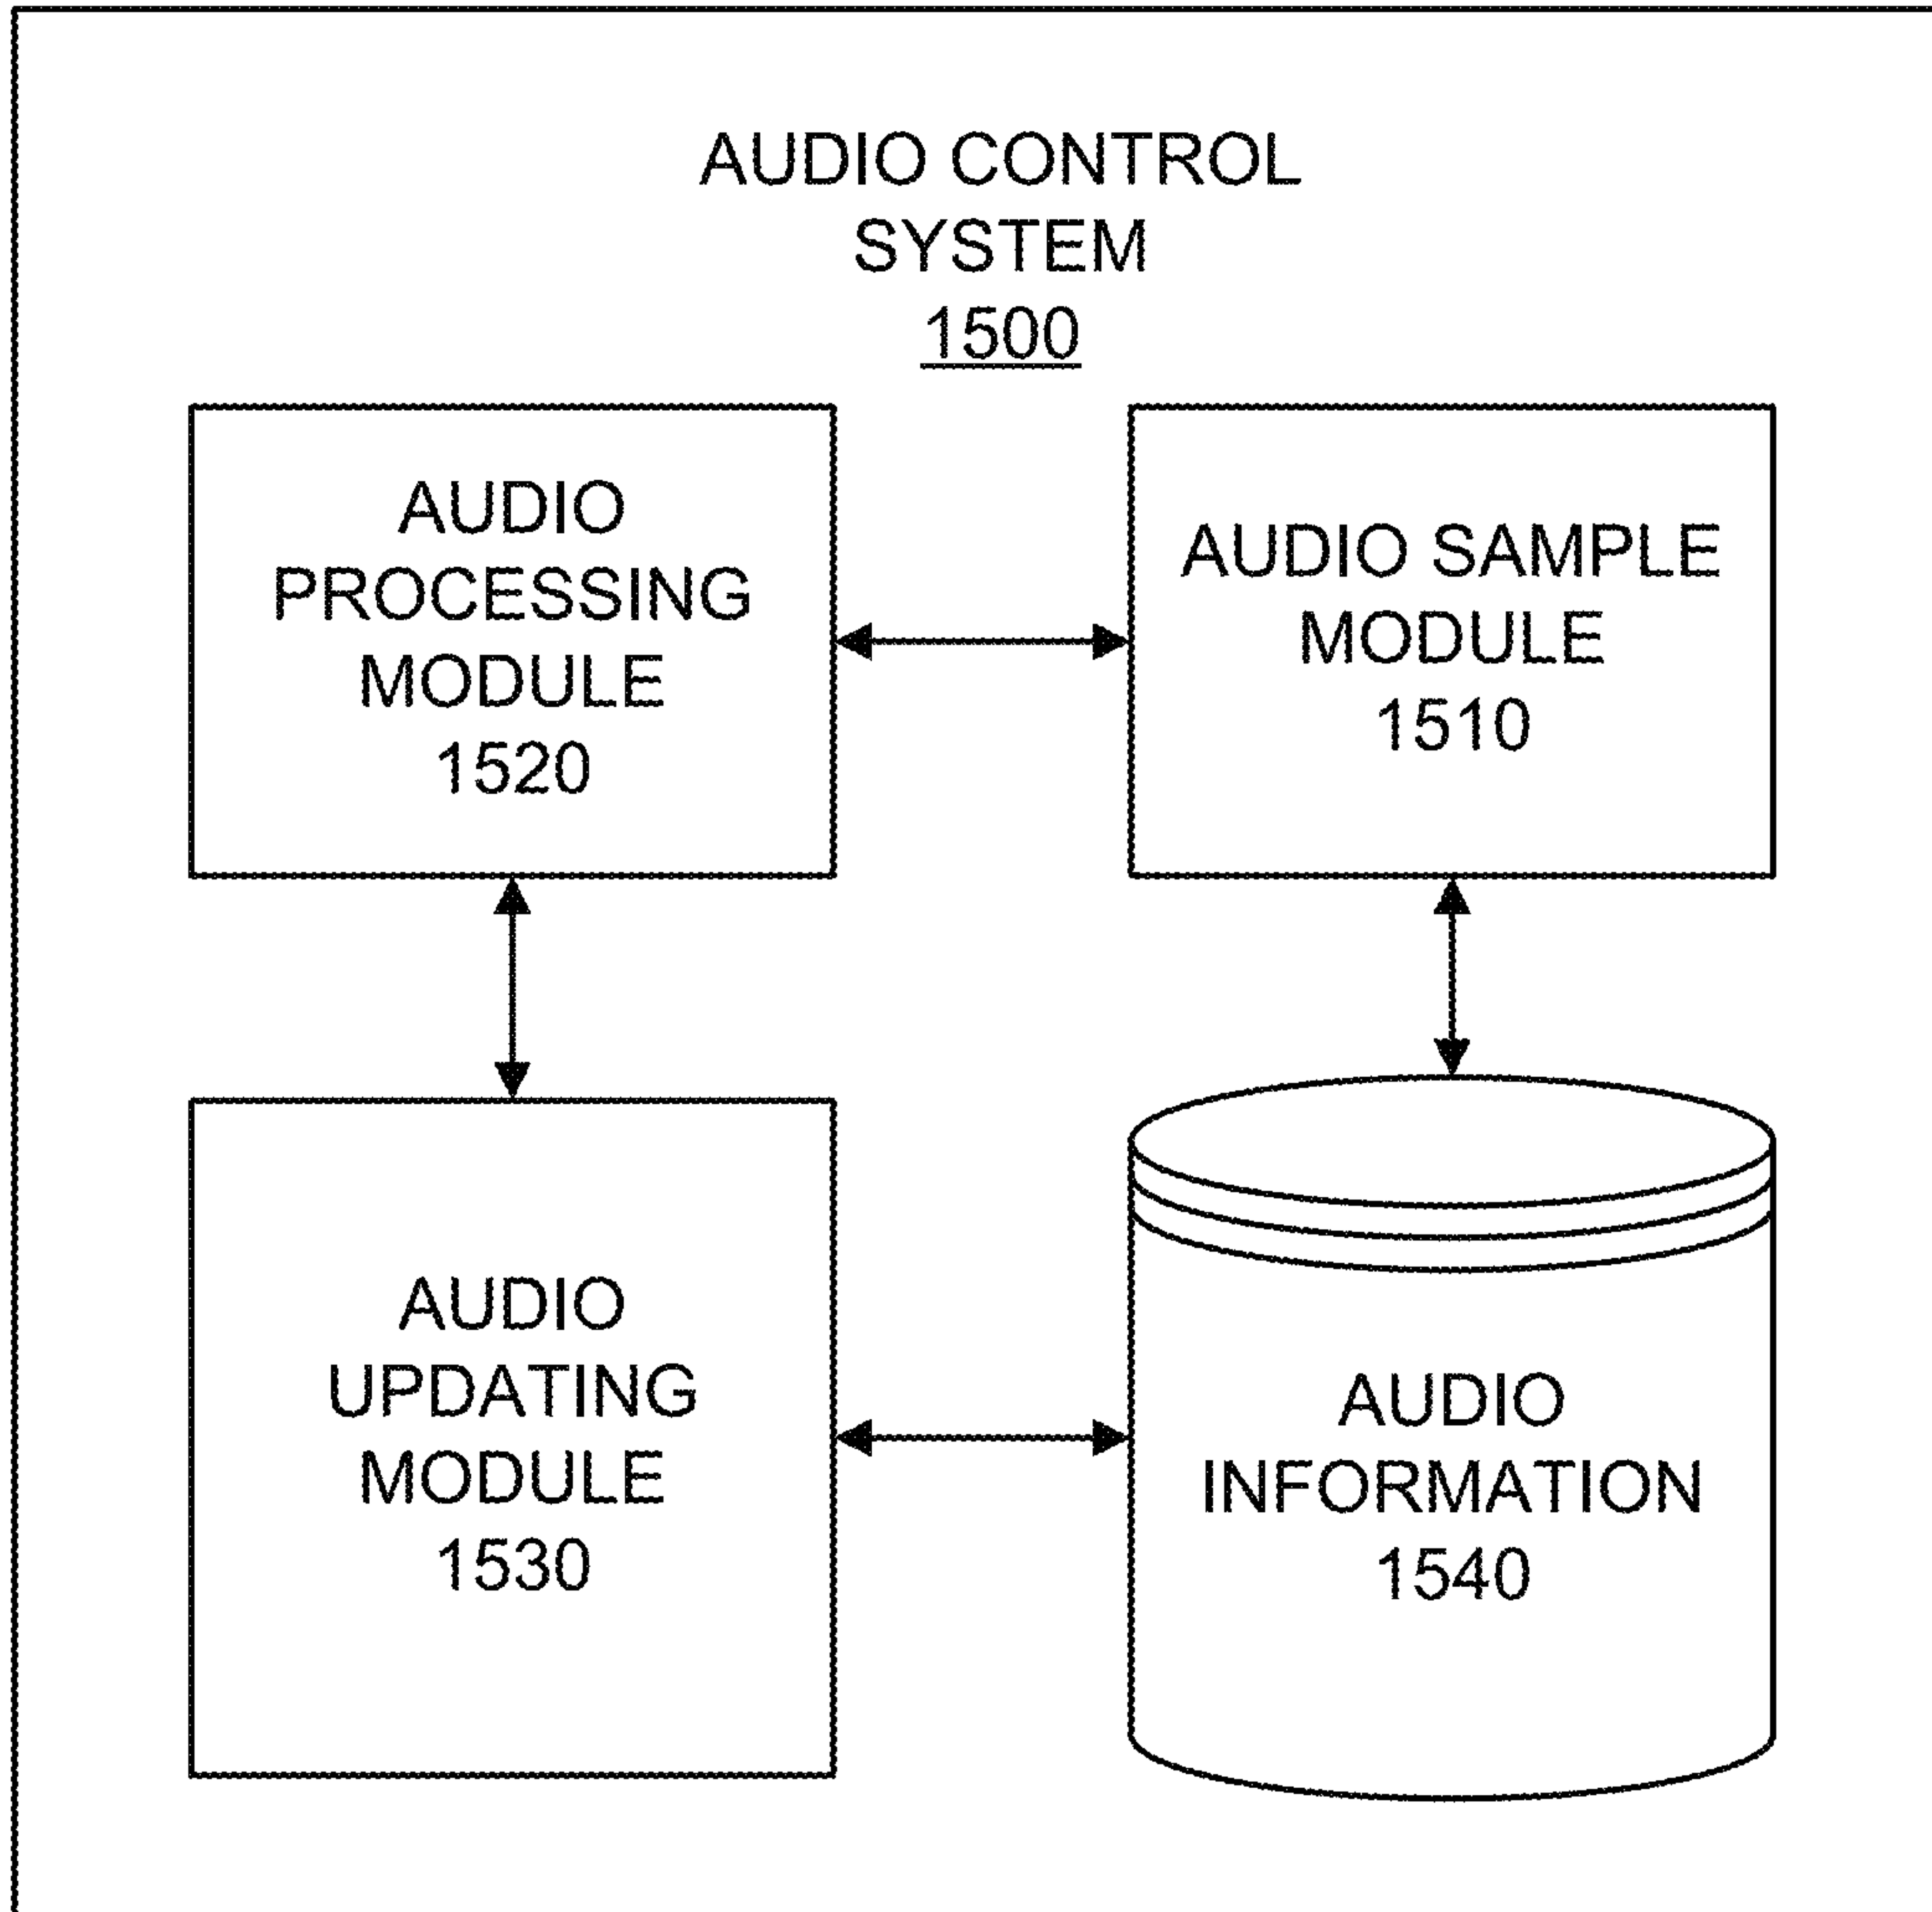 AUDIO CONTROL
SYSTEM
1500
AUDIO
PROCESSING
MODULE
1520
AUDIO SAMPLE
MODULE
1510
AUDIO
UPDATING
MODULE
1530
AUDIO
INFORMATION
1540